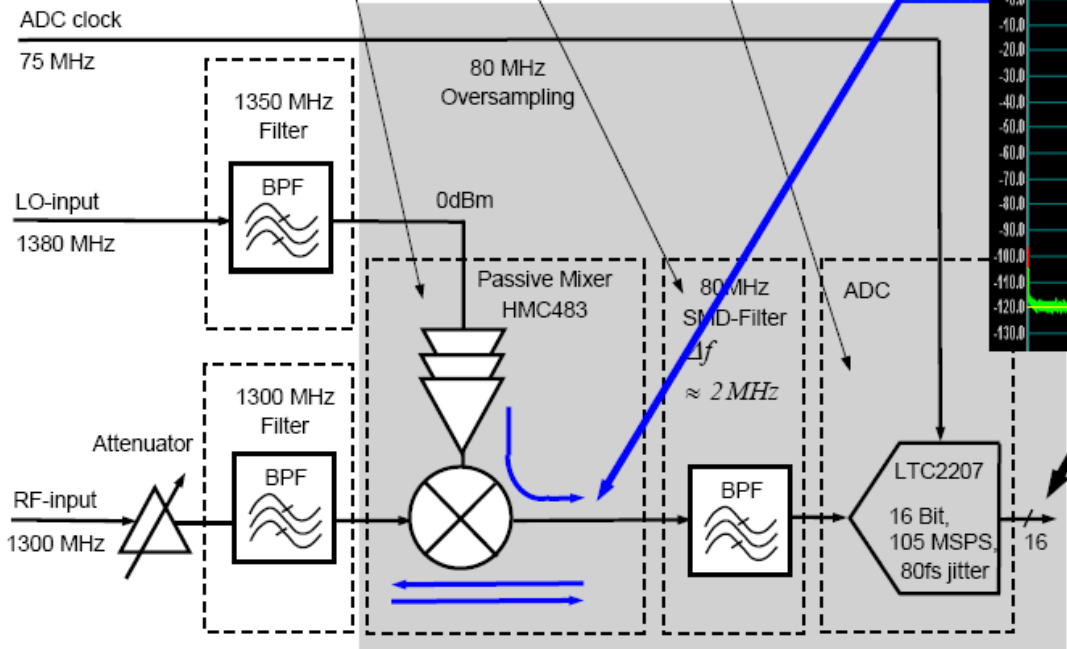 ADC clock
75 MHz
80 MHz
Oversampling
1350 MHz
Filter
BPF
LO-input
1380 MHz
0dBm
Passive Mixer
HMC483
80MHz
SMD-Filter
Δf
≈ 2 MHz
ADC
1300 MHz
Filter
Attenuator
BPF
RF-input
1300 MHz
BPF
LTC2207
16 Bit,
105 MSPS,
80fs jitter
16
-10.0
-20.0
-30.0
-40.0
-50.0
-60.0
-70.0
-80.0
-90.0
-100.0
-110.0
-120.0
-130.0